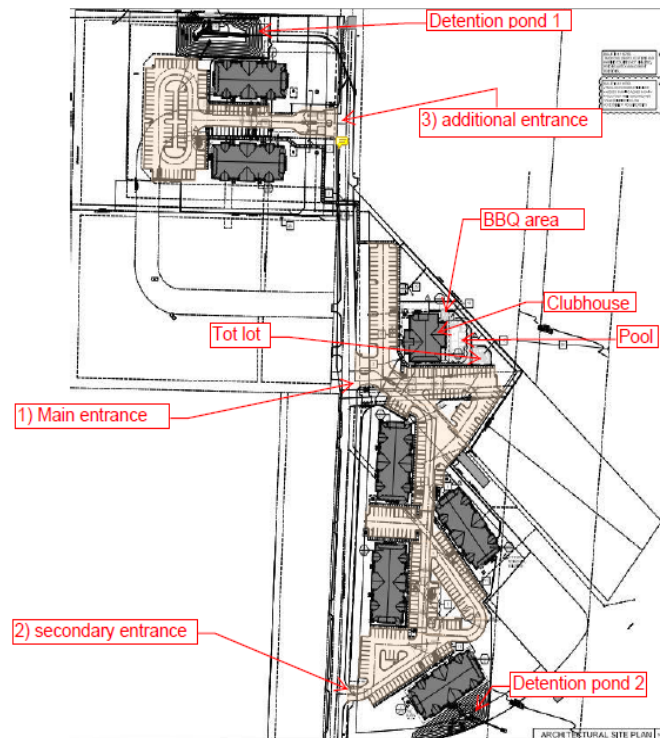 Detention pond 1
3) additional entrance
BBQ area
Clubhouse
Tot lot
Pool
1) Main entrance
2) secondary entrance
Detention pond 2
ARCHITECTURAL SITE PLAN